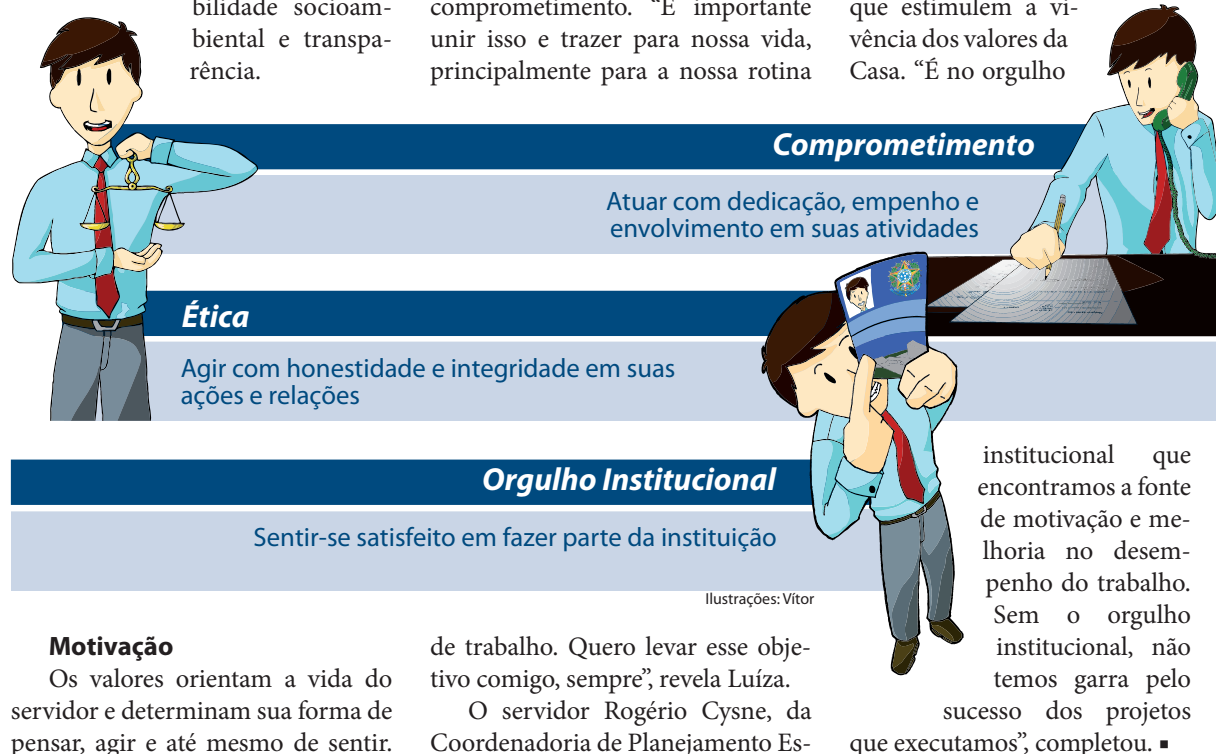 bilidade socioam-
biental e transpa-
rência.
comprometimento. “É importante
unir isso e trazer para nossa vida,
principalmente para a nossa rotina
que estimulem a vi-
vência dos valores da
Casa. “É no orgulho
Comprometimento
Atuar com dedicação, empenho e
envolvimento em suas atividades
Ética
Agir com honestidade e integridade em suas
ações e relações
Orgulho Institucional
Sentir-se satisfeito em fazer parte da instituição
Ilustrações: Vítor
Motivação
Os valores orientam a vida do
servidor e determinam sua forma de
pensar, agir e até mesmo de sentir.
de trabalho. Quero levar esse obje-
tivo comigo, sempre”, revela Luíza.
O servidor Rogério Cysne, da
Coordenadoria de Planejamento Es-
institucional que
encontramos a fonte
de motivação e me-
lhoria no desem-
penho do trabalho.
Sem o orgulho
institucional, não
temos garra pelo
sucesso dos projetos
que executamos”, completou. ▪